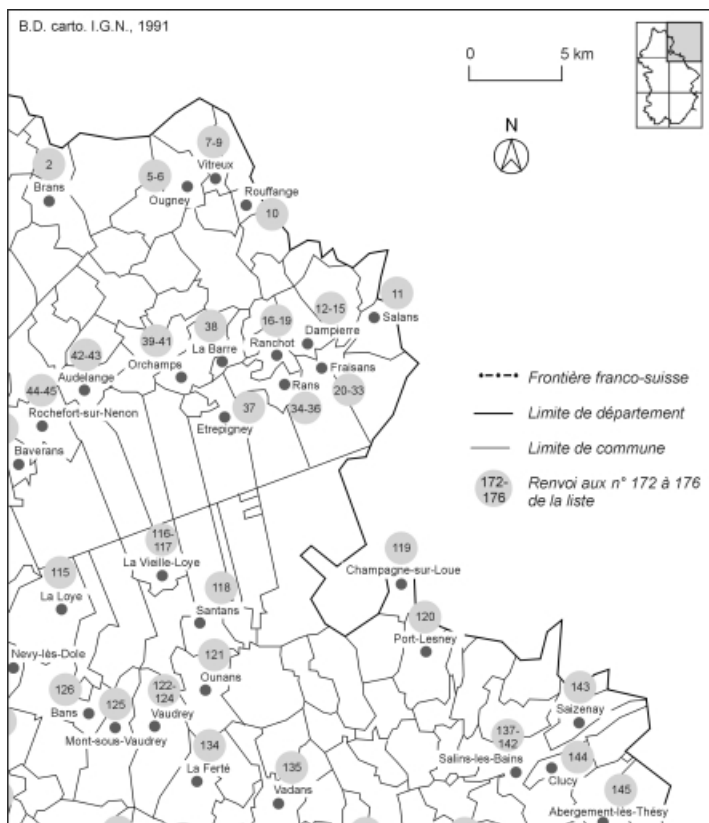 B.D. carto. I.G.N., 1991
0 5 km
N
7-9
Vitreux
2
Brans
5-6
Ougney
Rouffange
10
11
Salans
12-15
Dampierre
16-19
Ranchot
38
La Barre
39-41
Orchamps
42-43
Audelange
Fraisans
20-33
Rans
34-36
44-45
Rochefort-sur-Nenon
37
Etrepigney
Baverans
Frontière franco-suisse
Limite de département
Limite de commune
172-
176
Renvoi aux n° 172 à 176
de la liste
116-
117
La Vieille-Loye
119
Champagne-sur-Loue
115
La Loye
118
Santans
120
Port-Lesney
Nevy-lès-Dole
121
Ounans
126
Bans
125
Mont-sous-Vaudrey
122-
124
Vaudrey
143
Saizenay
134
La Ferté
135
Vadans
137-
142
Salins-les-Bains
144
Clucy
145
Abergement-lès-Thésy